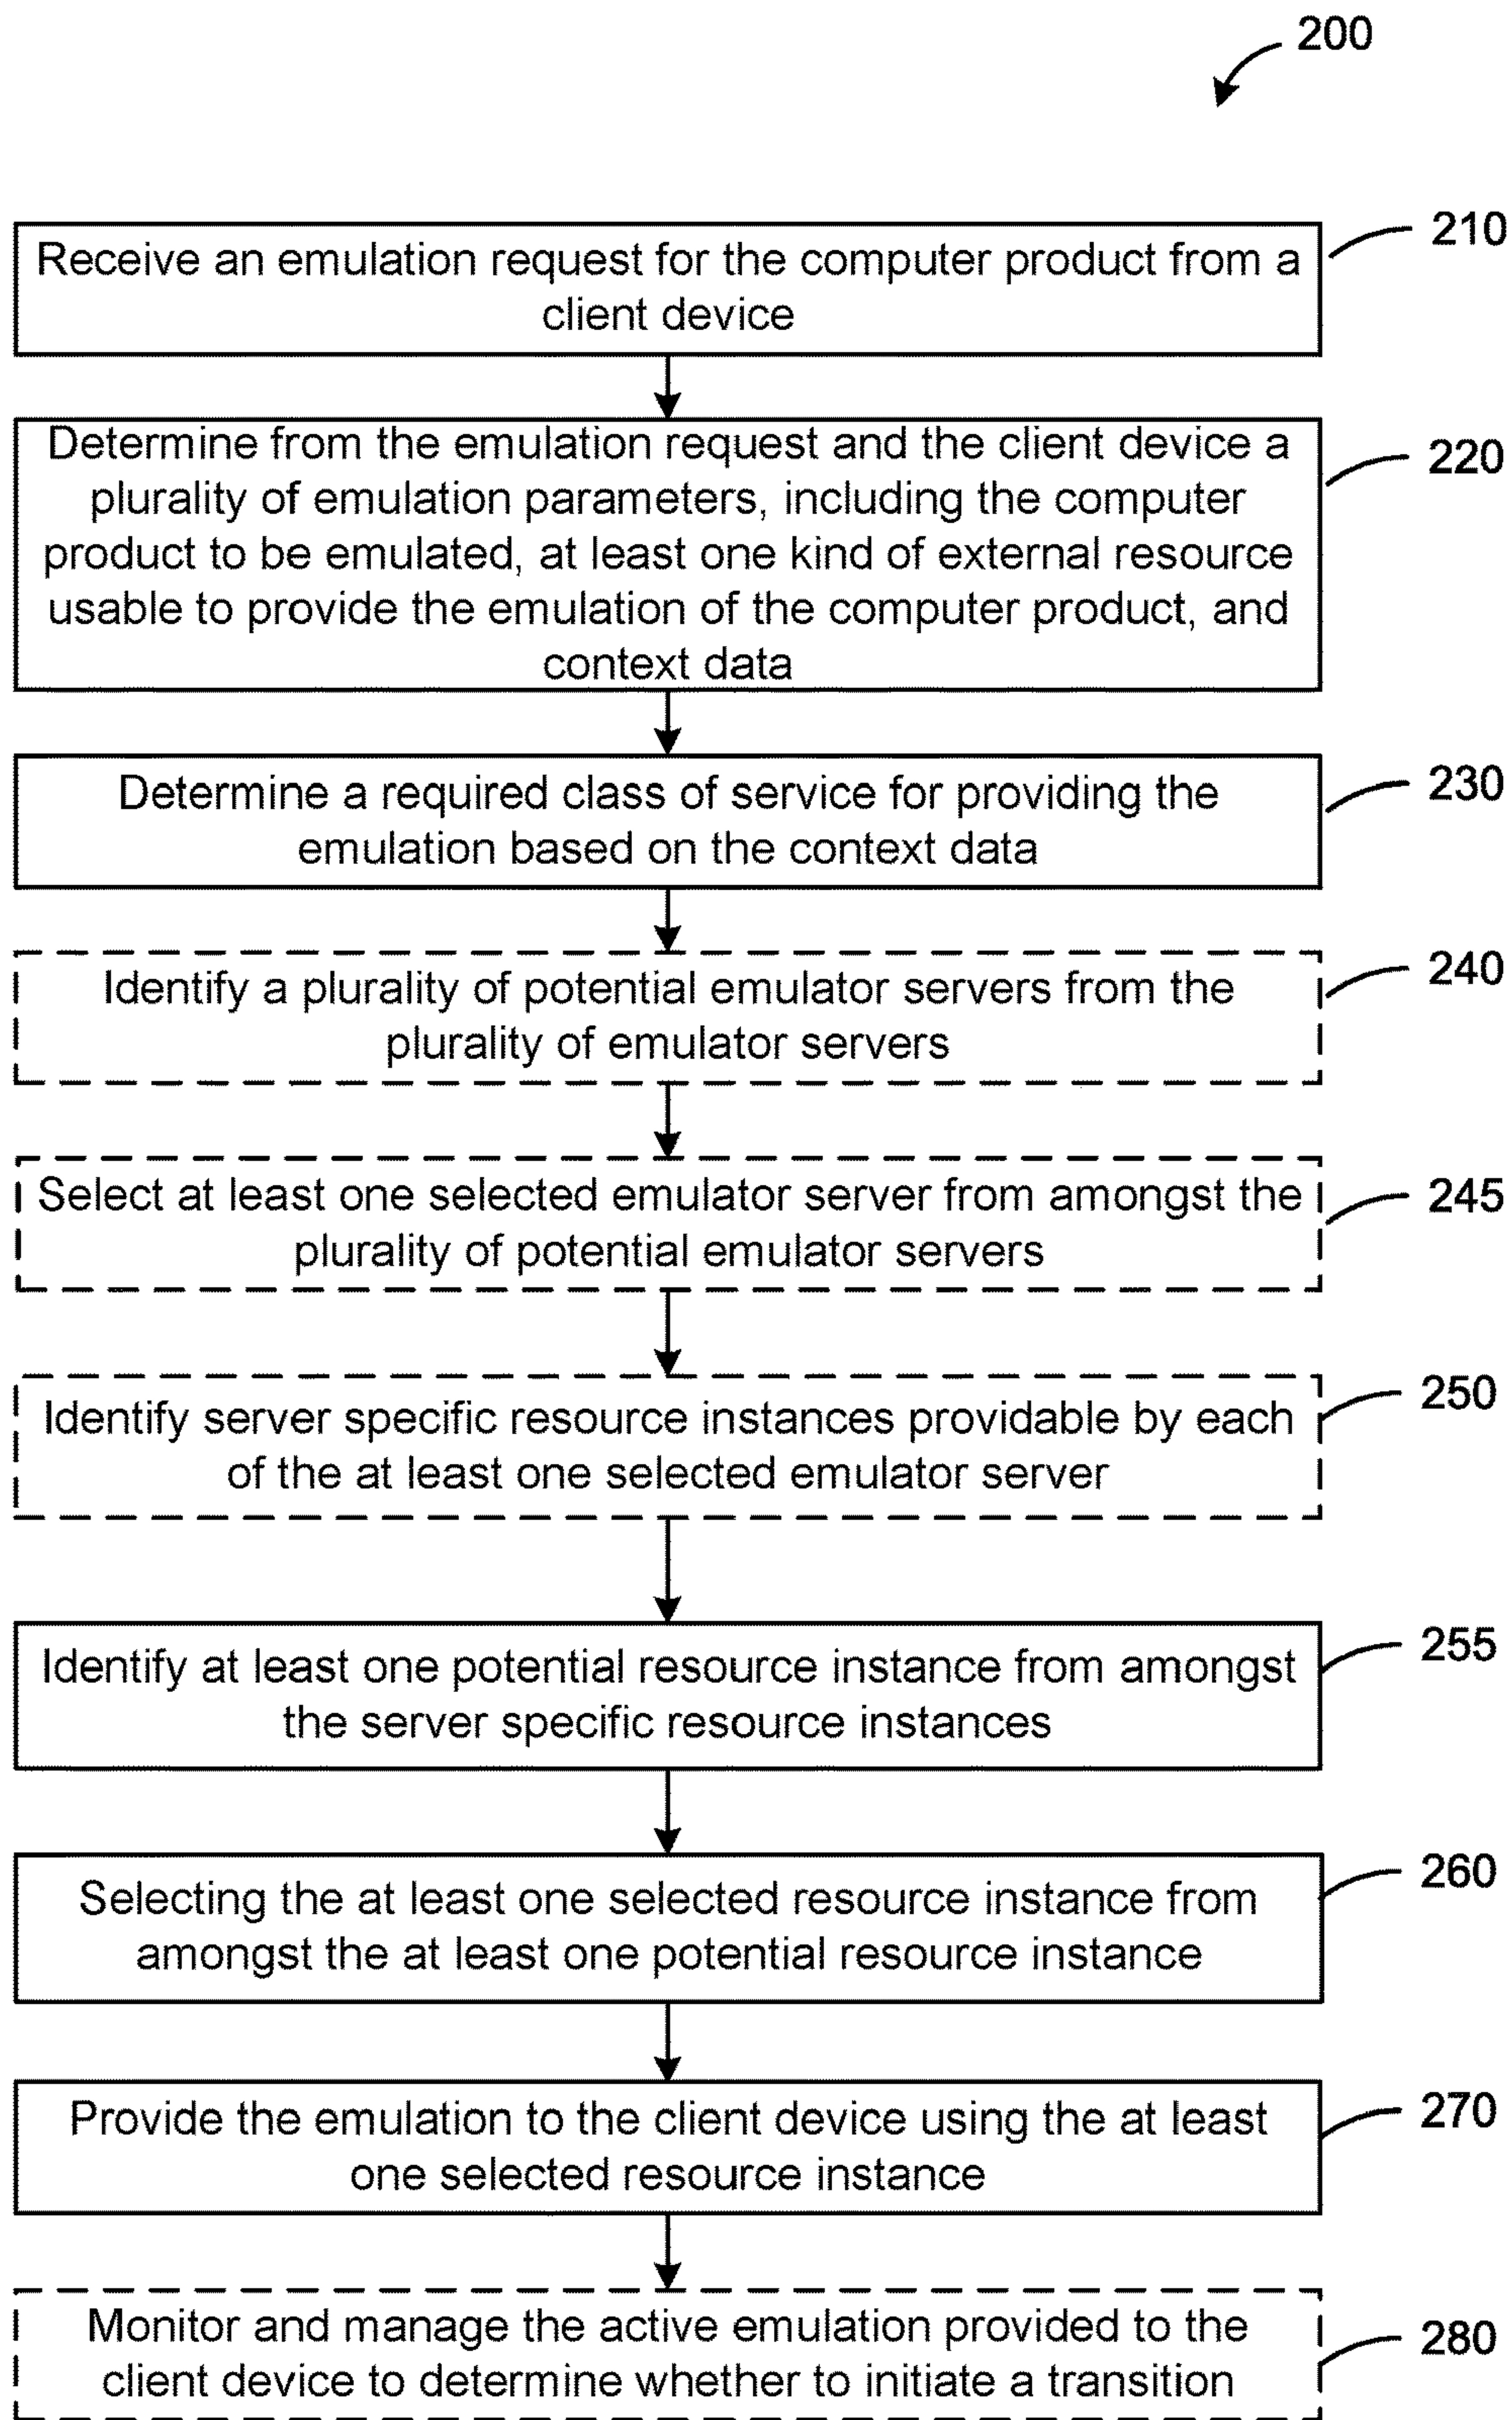 200
210
Receive an emulation request for the computer product from a
client device
220
Determine from the emulation request and the client device a
plurality of emulation parameters, including the computer
product to be emulated, at least one kind of external resource
usable to provide the emulation of the computer product, and
context data
230
Determine a required class of service for providing the
emulation based on the context data
240
Identify a plurality of potential emulator servers from the
plurality of emulator servers
245
Select at least one selected emulator server from amongst the
plurality of potential emulator servers
250
Identify server specific resource instances providable by each
of the at least one selected emulator server
255
Identify at least one potential resource instance from amongst
the server specific resource instances
260
Selecting the at least one selected resource instance from
amongst the at least one potential resource instance
270
Provide the emulation to the client device using the at least
one selected resource instance
280
Monitor and manage the active emulation provided to the
client device to determine whether to initiate a transition